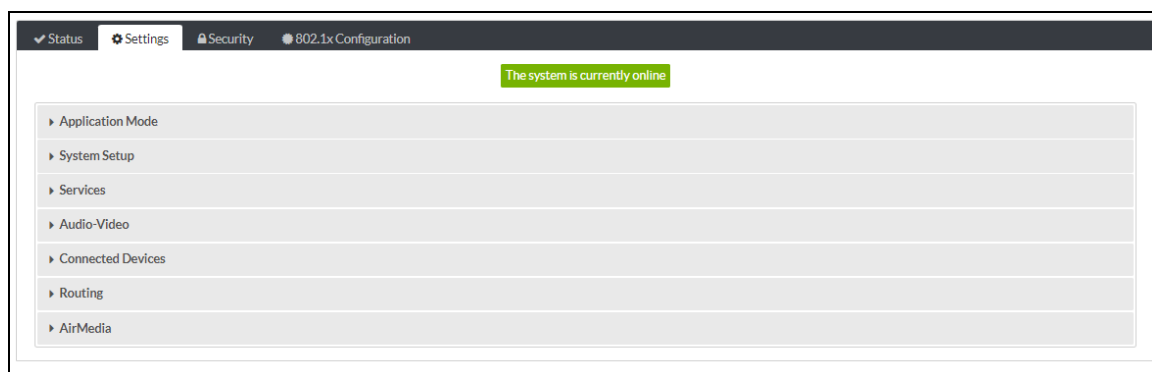 Status Settings Security 802.1x Configuration
The system is currently online
Application Mode
System Setup
Services
Audio-Video
Connected Devices
Routing
AirMedia